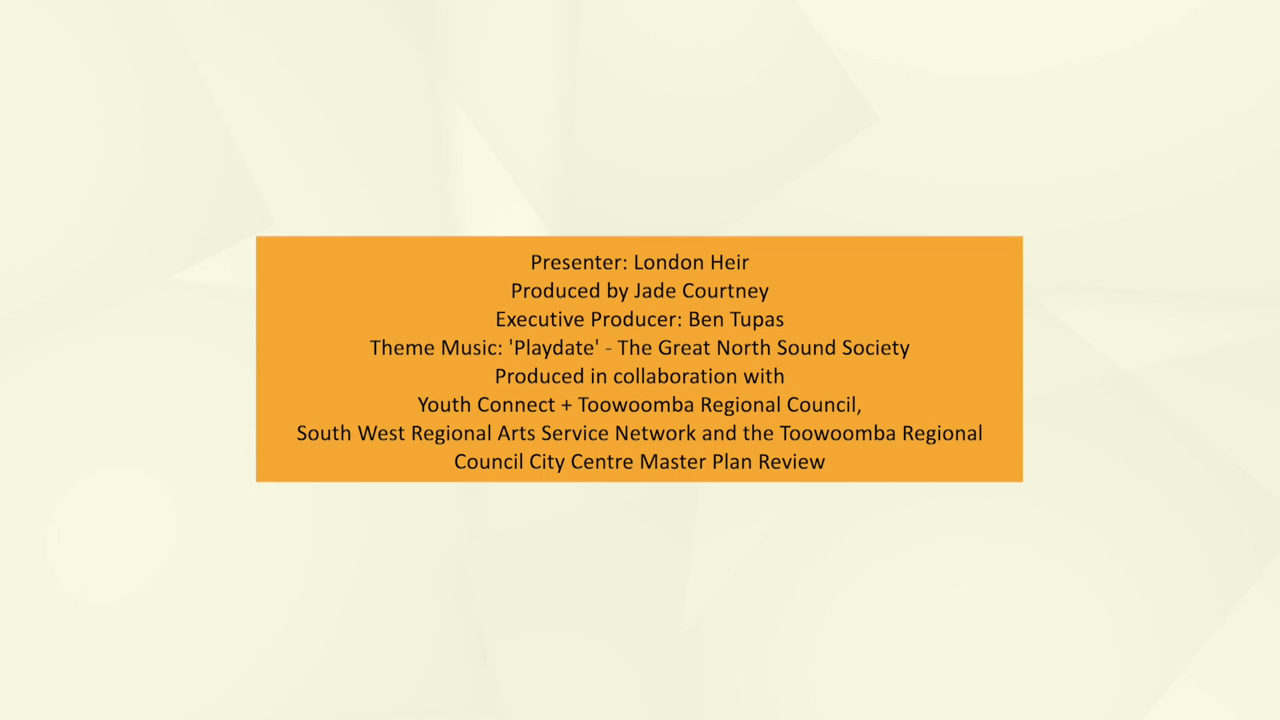 Presenter: London Heir
Produced by Jade Courtney
Executive Producer: Ben Tupas
Theme Music: 'Playdate' - The Great North Sound Society
Produced in collaboration with
Youth Connect + Toowoomba Regional Council,
South West Regional Arts Service Network and the Toowoomba Regional
Council City Centre Master Plan Review